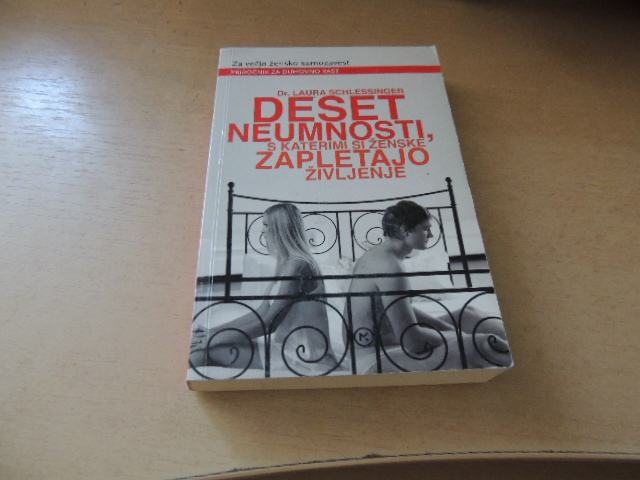 Za večjo žensko samozavest
PRIROČNIK ZA DUHOVNO RAST
Dr. LAURA SCHLESSINGER
DESET
NEUMNOSTI,
S KATERIMI SI ŽENSKE
ZAPLETAJO
ŽIVLJENJE
M